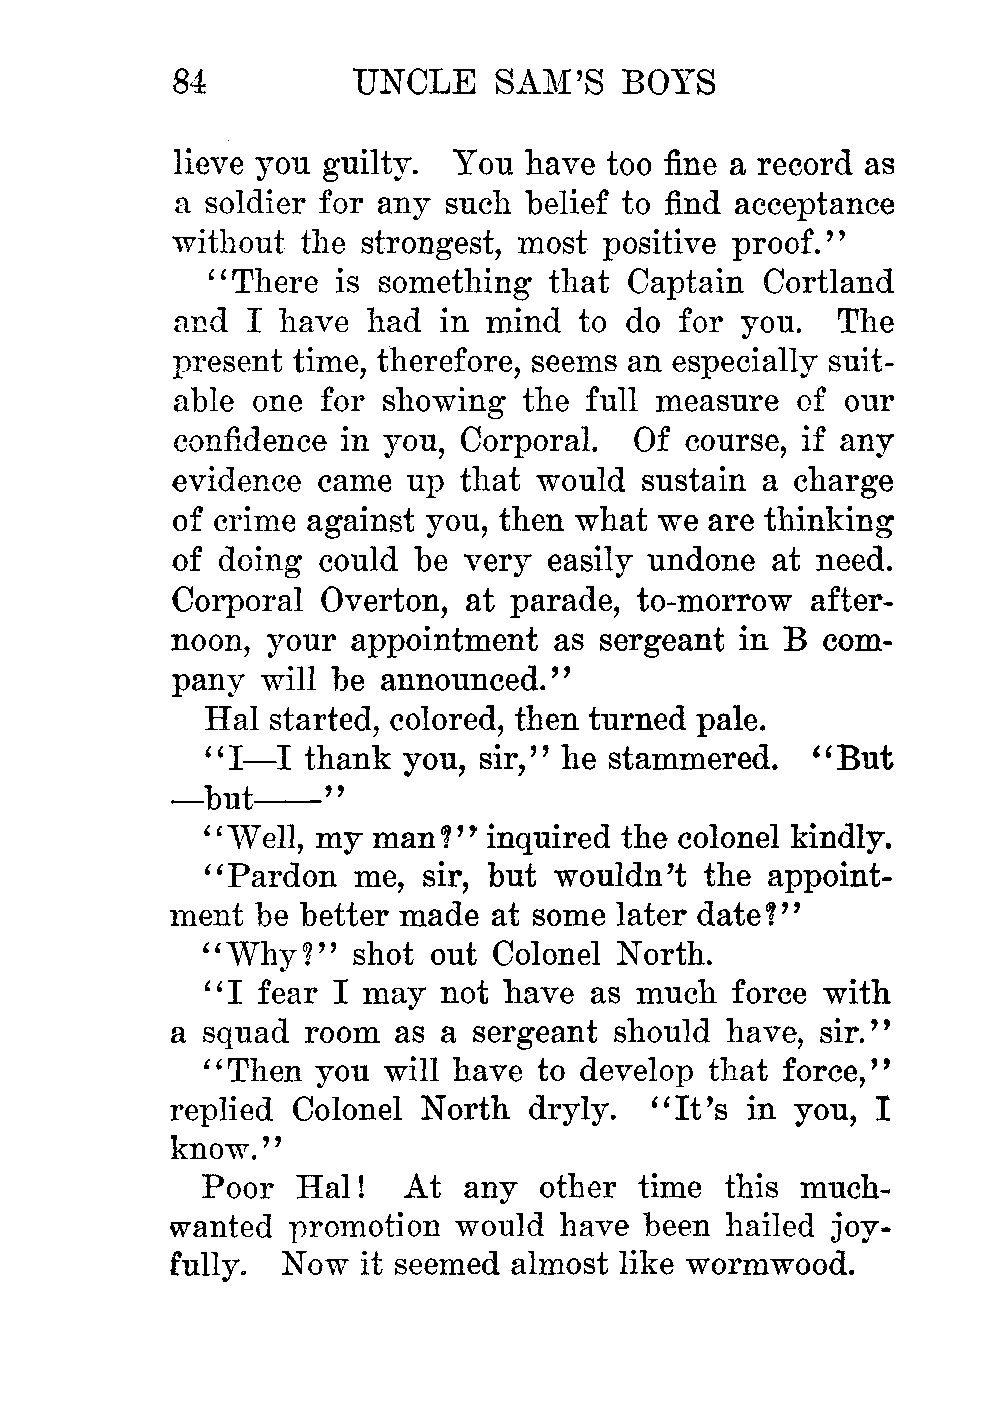 84 UNCLE SAM'S BOYS
lieve you guilty. You have too fine a record as
a soldier for any such belief to find acceptance
without the strongest, most positive proof."
"There is something that Captain Cortland
and I have had in mind to do for you. The
present time, therefore, seems an especially suit-
able one for showing the full measure of our
confidence in you, Corporal. Of course, if any
evidence came up that would sustain a charge
of crime against you, then what we are thinking
of doing could be very easily undone at need.
Corporal Overton, at parade, to-morrow after-
noon, your appointment as sergeant in B com-
pany will be announced."
Hal started, colored, then turned pale.
"I—I thank you, sir," he stammered. "But
—but——"
"Well, my man?" inquired the colonel kindly.
"Pardon me, sir, but wouldn't the appoint-
ment be better made at some later date?"
"Why?" shot out Colonel North.
"I fear I may not have as much force with
a squad room as a sergeant should have, sir."
"Then you will have to develop that force,"
replied Colonel North dryly. "It's in you, I
know."
Poor Hal! At any other time this much-
wanted promotion would have been hailed joy-
fully. Now it seemed almost like wormwood.